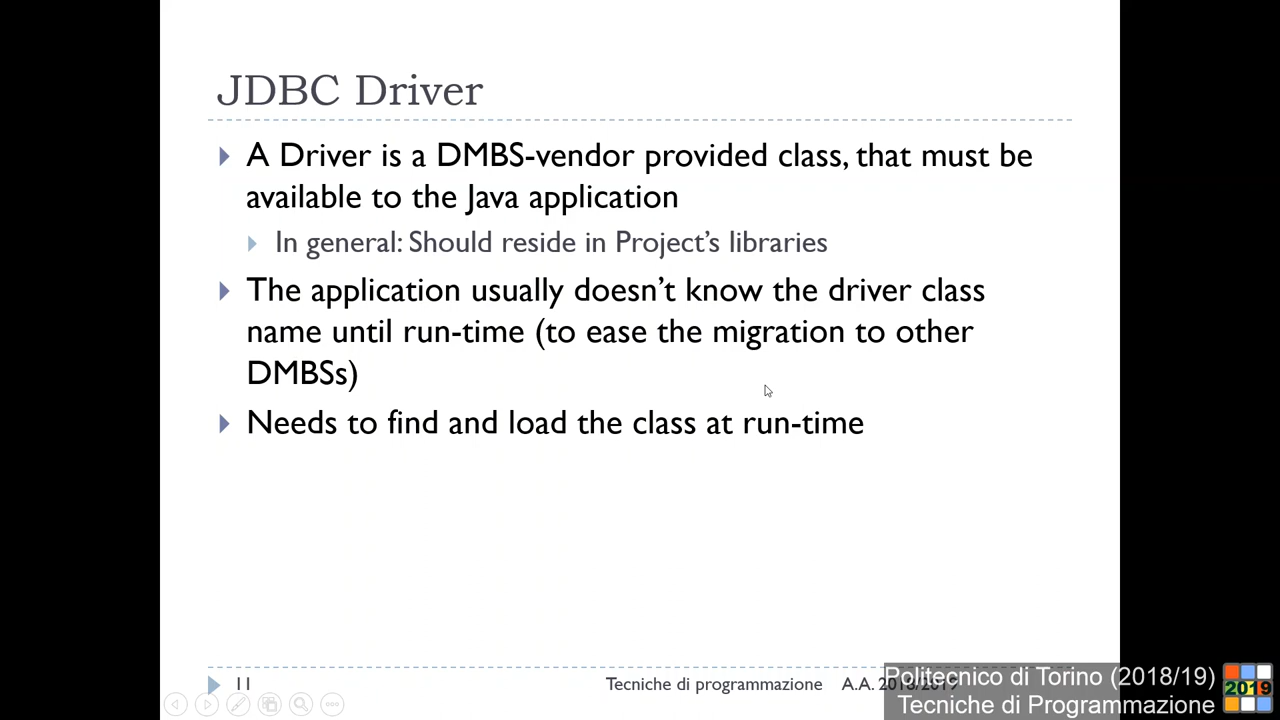 JDBC Driver
A Driver is a DMBS-vendor provided class, that must be
available to the Java application
In general: Should reside in Project's libraries
The application usually doesn't know the driver class
name until run-time (to ease the migration to other
DMBSs)
Needs to find and load the class at run-time
11
Tecniche di programmazione A.A. 2018/2019
Politecnico di Torino (2018/19)
2019
Tecniche di Programmazione